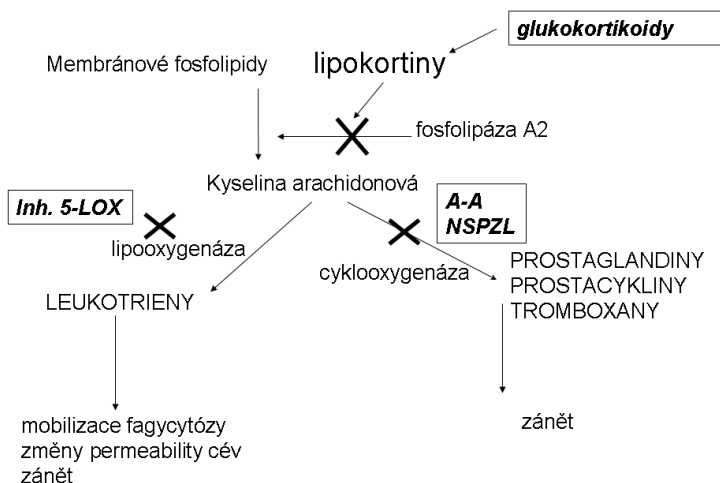 glukokortikoidy
Membránové fosfolipidy
lipokortiny
fosfolipáza A2
Kyselina arachidonová
Inh. 5-LOX
A-A
NSPZL
lipooxygenáza
cyklooxygenáza
PROSTAGLANDINY
PROSTACYKLINY
TROMBOXANY
LEUKOTRIENY
mobilizace fagycytózy
změny permeability cév
zánět
zánět